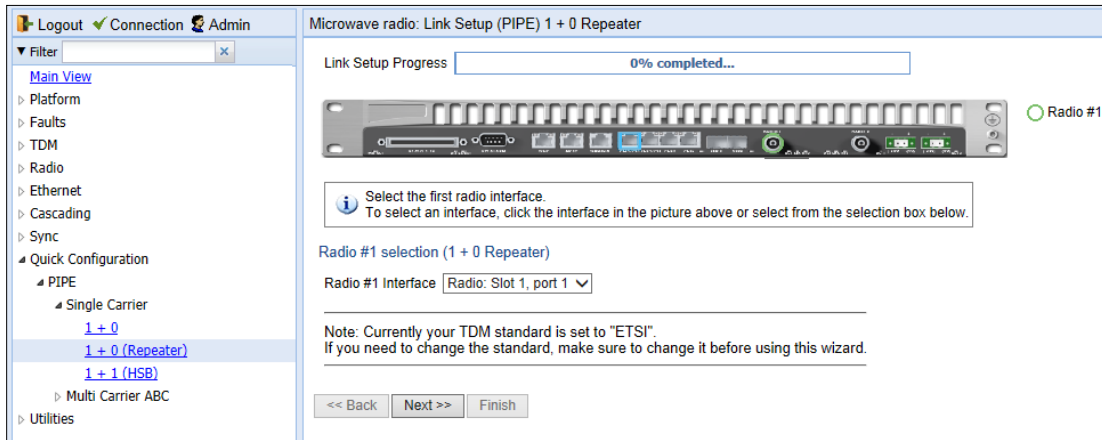 Logout Connection Admin
Filter
Main View
Platform
Faults
TDM
Radio
Ethernet
Cascading
Sync
Quick Configuration
PIPE
Single Carrier
1 + 0
1 + 0 (Repeater)
1 + 1 (HSB)
Multi Carrier ABC
Utilities
Microwave radio: Link Setup (PIPE) 1 + 0 Repeater
Link Setup Progress 0% completed...
Radio #1
Select the first radio interface.
To select an interface, click the interface in the picture above or select from the selection box below.
Radio #1 selection (1 + 0 Repeater)
Radio #1 Interface Radio: Slot 1, port 1
Note: Currently your TDM standard is set to "ETSI".
If you need to change the standard, make sure to change it before using this wizard.
<< Back Next >> Finish